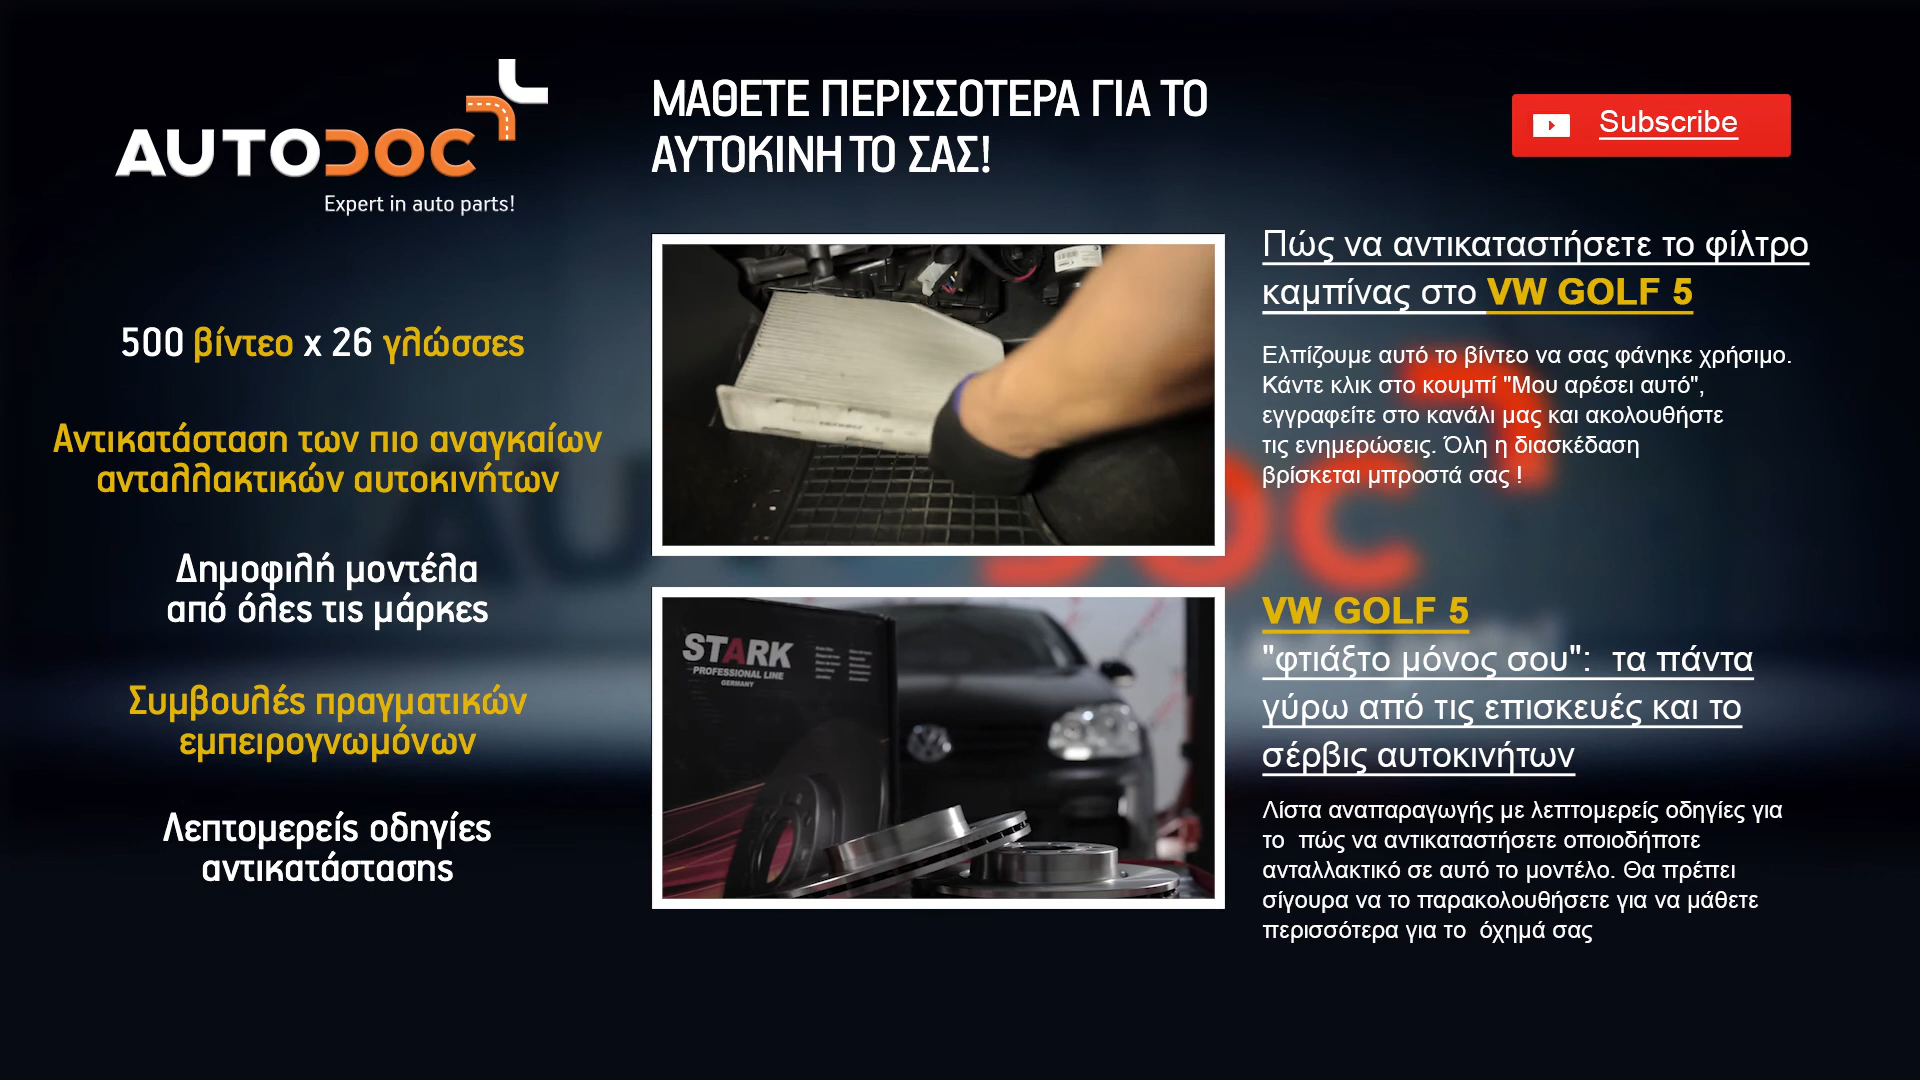 AUTODOC
Expert in auto parts!
ΜΑΘΕΤΕ ΠΕΡΙΣΣΟΤΕΡΑ ΓΙΑ ΤΟ
ΑΥΤΟΚΙΝΗΤΟ ΣΑΣ!
Subscribe
500 βίντεο x 26 γλώσσες
Αντικατάσταση των πιο αναγκαίων
ανταλλακτικών αυτοκινήτων
Δημοφιλή μοντέλα
από όλες τις μάρκες
Συμβουλές πραγματικών
εμπειρογνωμόνων
Λεπτομερείς οδηγίες
αντικατάστασης
Πώς να αντικαταστήσετε το φίλτρο
καμπίνας στο VW GOLF 5
Ελπίζουμε αυτό το βίντεο να σας φάνηκε χρήσιμο.
Κάντε κλικ στο κουμπί "Μου αρέσει αυτό",
εγγραφείτε στο κανάλι μας και ακολουθήστε
τις ενημερώσεις. Όλη η διασκέδαση
βρίσκεται μπροστά σας !
STARK
PROFESSIONAL LINE
GERMANY
VW GOLF 5
"φτιάξτο μόνος σου":  τα πάντα
γύρω από τις επισκευές και το
σέρβις αυτοκινήτων
Λίστα αναπαραγωγής με λεπτομερείς οδηγίες για
το  πώς να αντικαταστήσετε οποιοδήποτε
ανταλλακτικό σε αυτό το μοντέλο. Θα πρέπει
σίγουρα να το παρακολουθήσετε για να μάθετε
περισσότερα για το  όχημά σας